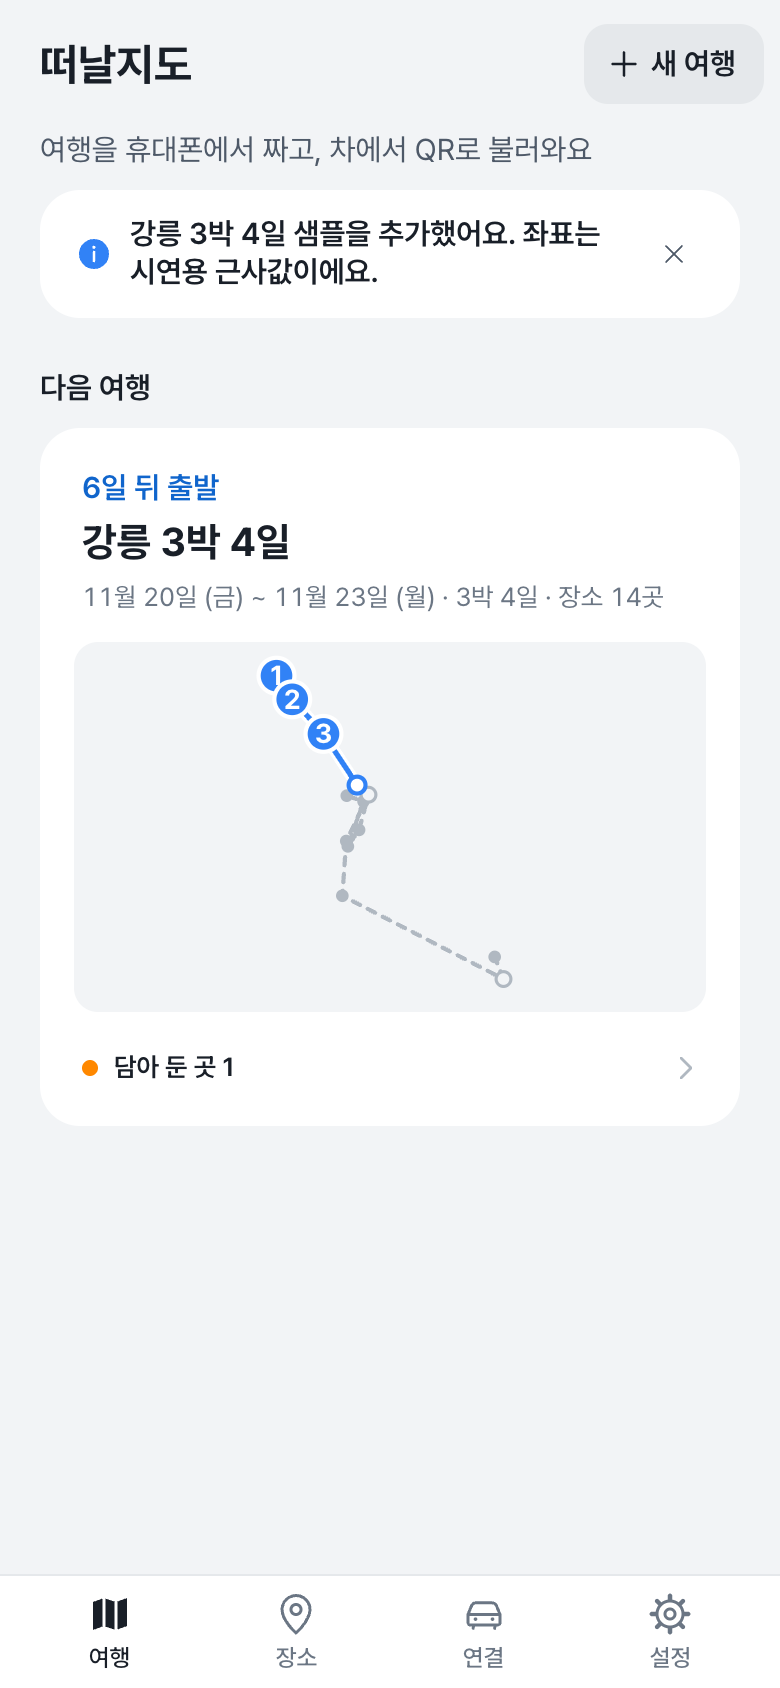 떠날지도
새 여행
여행을 휴대폰에서 짜고, 차에서 QR로 불러와요
강릉 3박 4일 샘플을 추가했어요. 좌표는
시연용 근사값이에요.
다음 여행
6일 뒤 출발
강릉 3박 4일
11월 20일 (금) ~ 11월 23일 (월) · 3박 4일 · 장소 14곳
1
2
3
담아 둔 곳 1
여행
장소
연결
설정